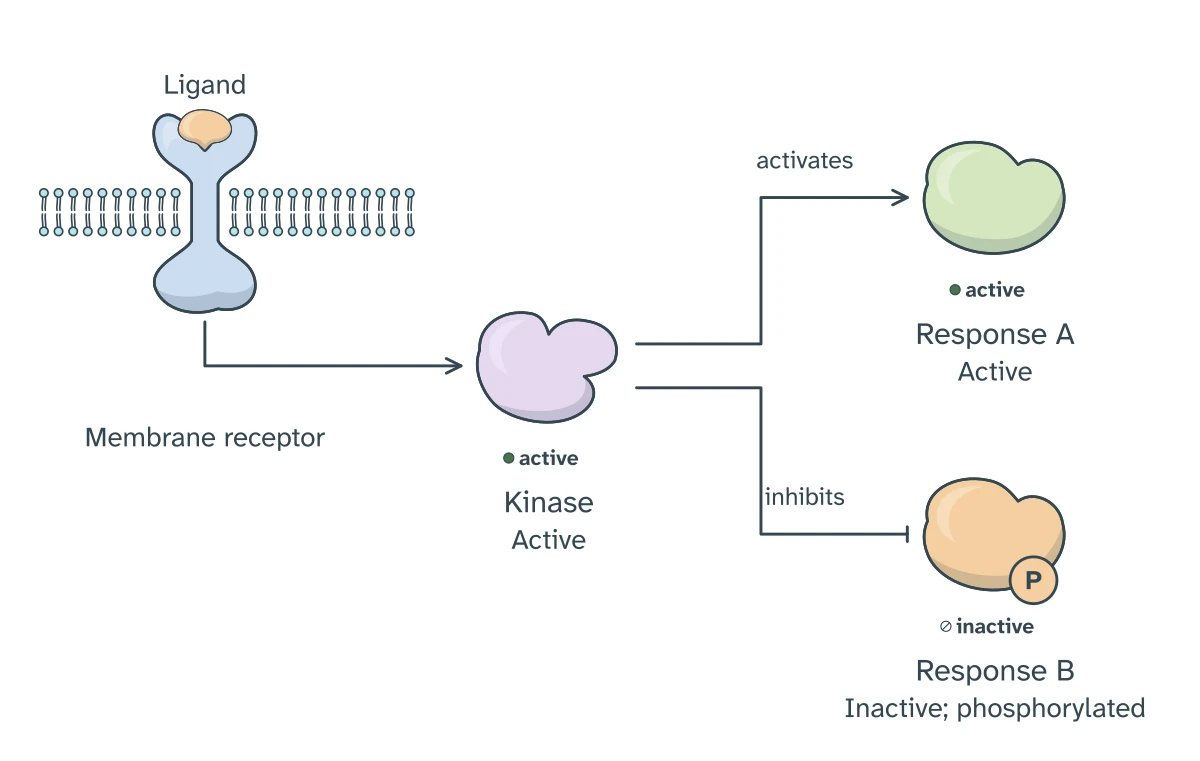 Ligand
Membrane receptor
active
Kinase
Active
activates
active
Response A
Active
inhibits
P
inactive
Response B
Inactive; phosphorylated